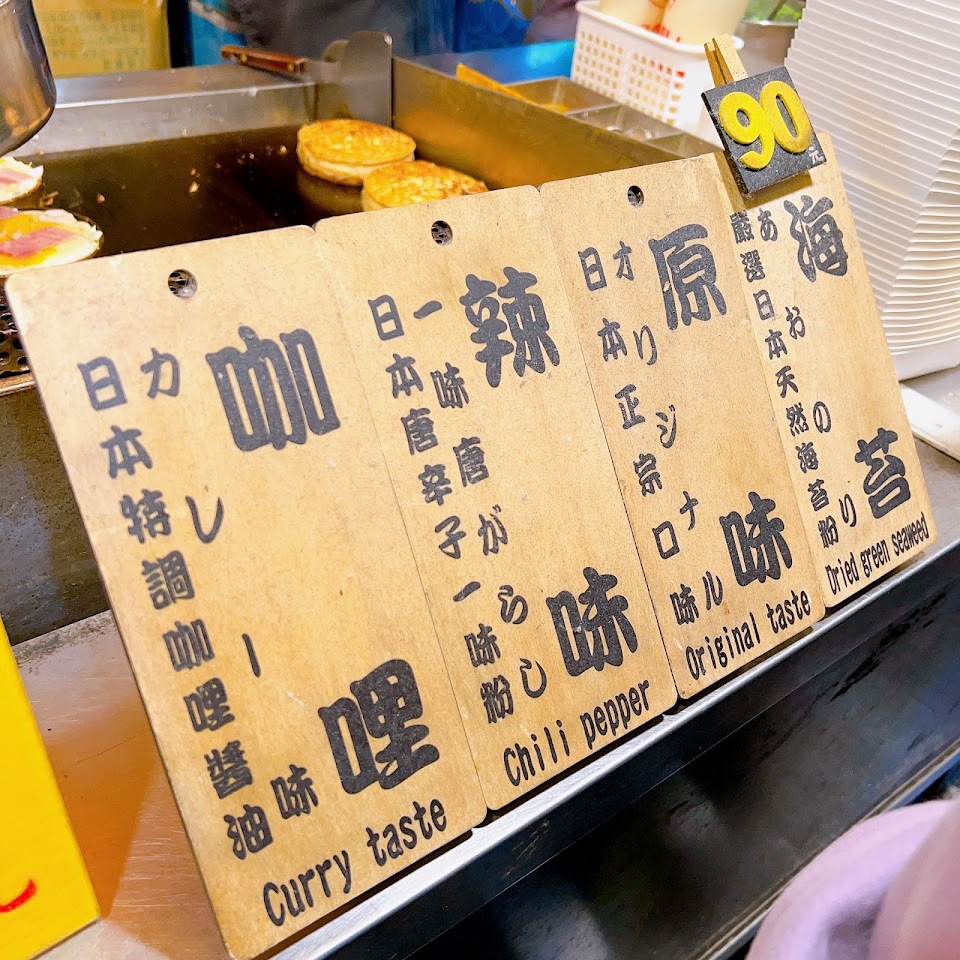 咖哩
カレー味
日本特調咖哩醬油
Curry taste
辣味
一味唐がらし
日本唐辛子一味粉
Chili pepper
原味
オリジナル
日本正宗口味
Original taste
90元
海苔
あおのり
嚴選日本天然海苔粉
Dried green seaweed